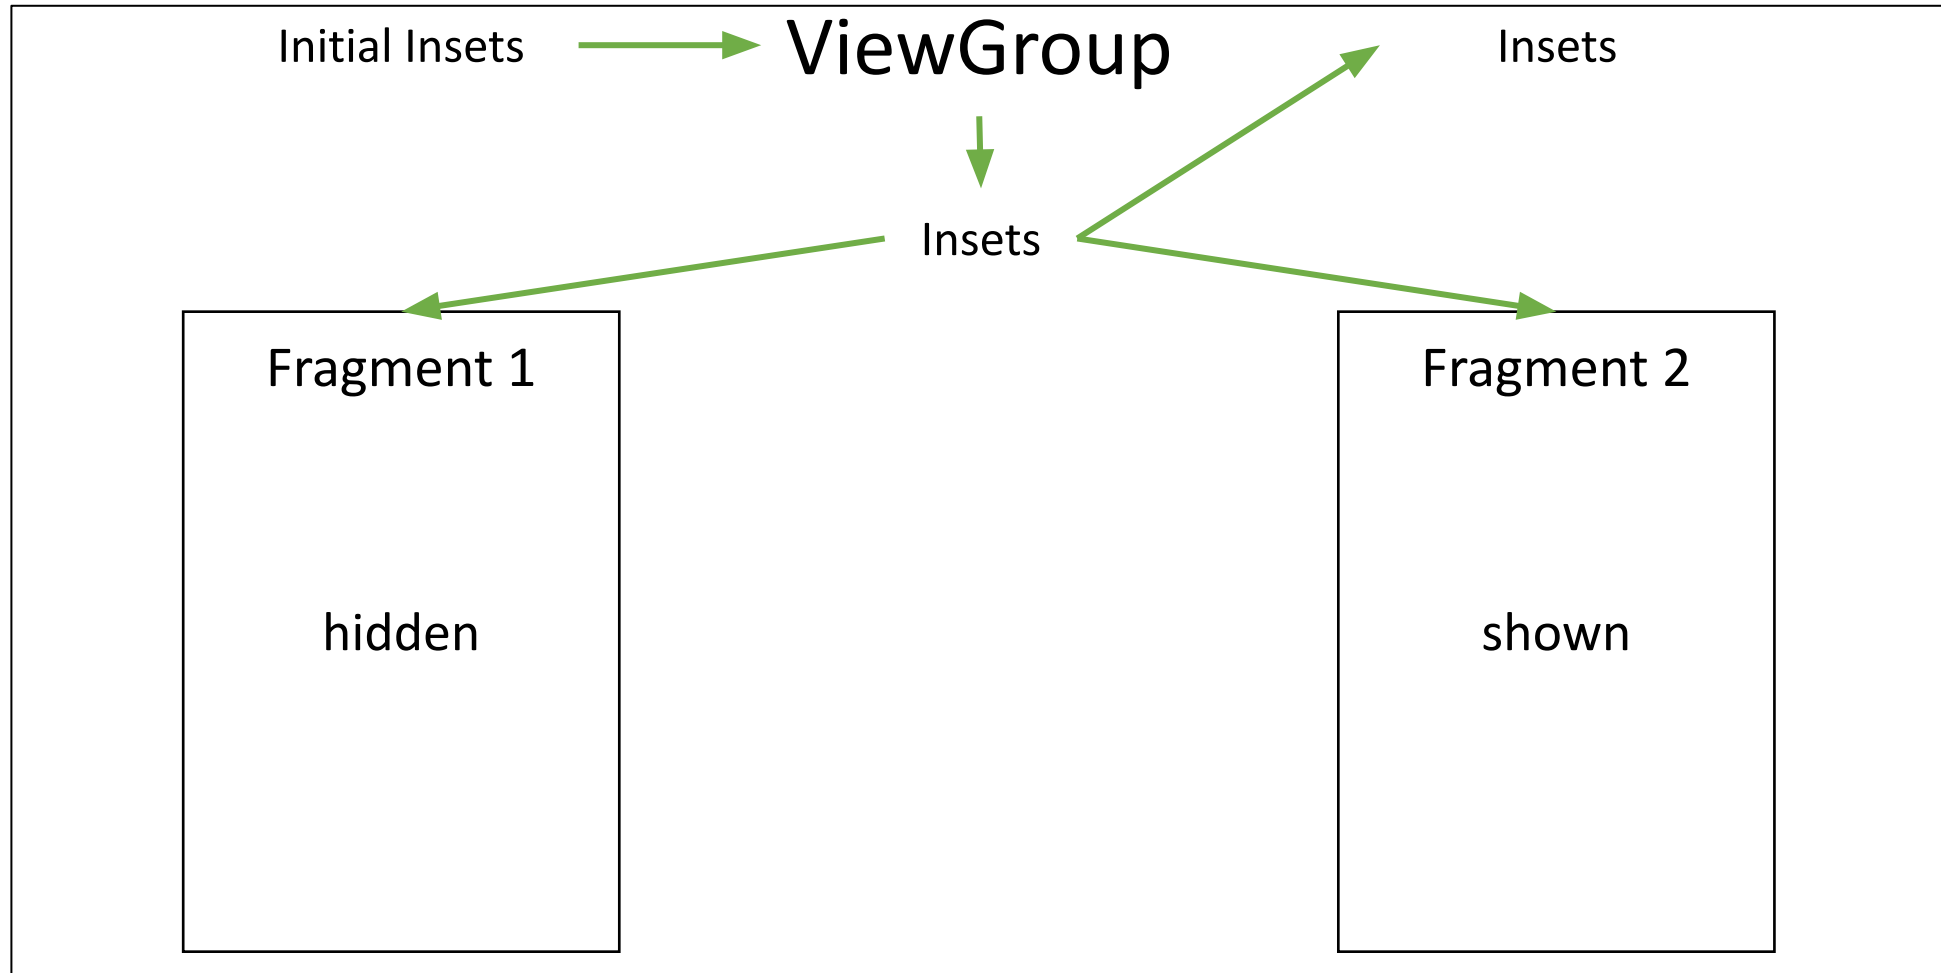 Initial Insets
ViewGroup
Insets
Insets
Fragment 1
hidden
Fragment 2
shown